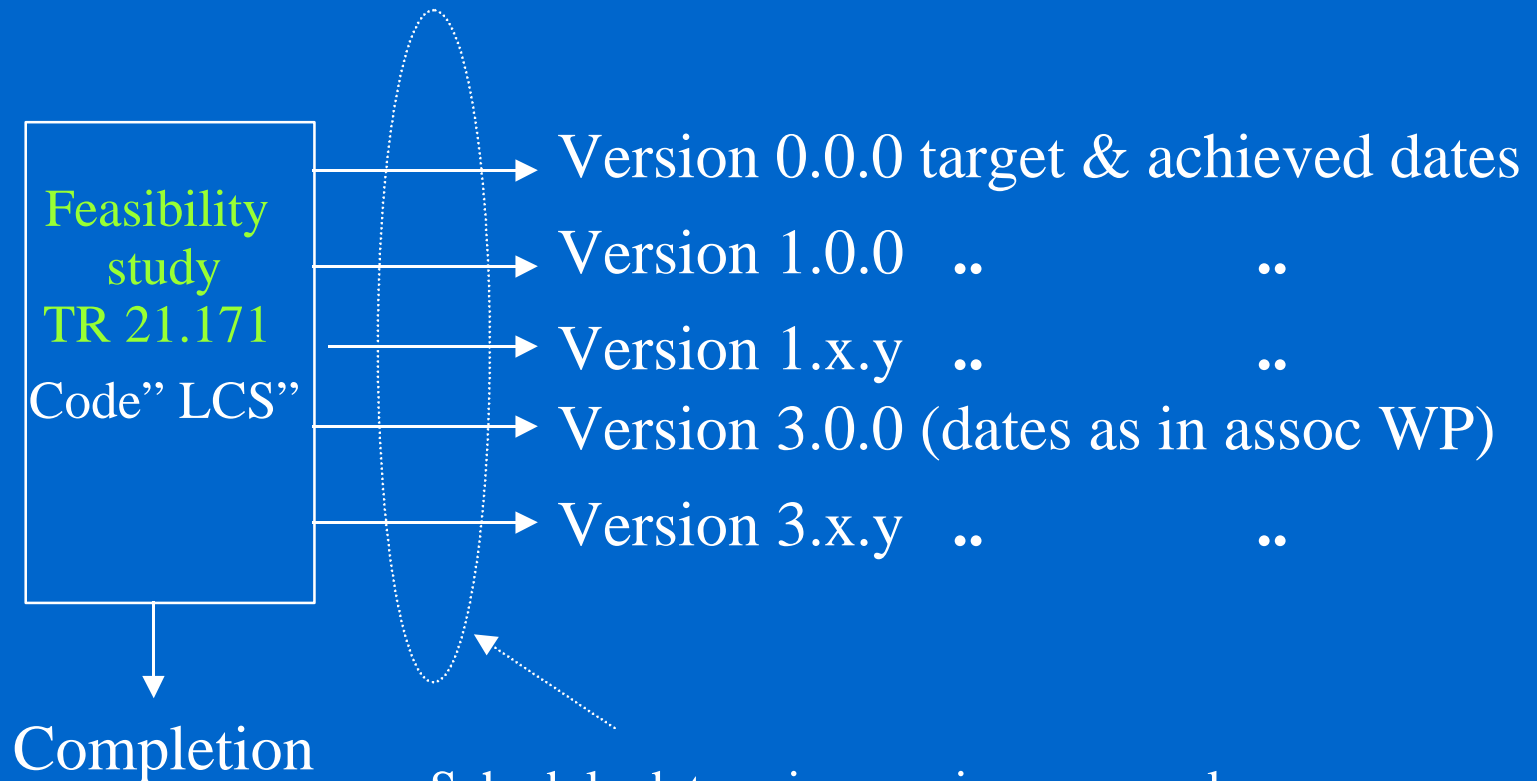 Feasibility
study
TR 21.171
Code” LCS”
Version 0.0.0 target & achieved dates
Version 1.0.0 .. ..
Version 1.x.y .. ..
Version 3.0.0 (dates as in assoc WP)
Version 3.x.y .. ..
Completion